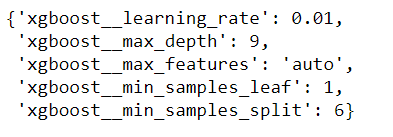 {'xgboost__learning_rate': 0.01,
'xgboost__max_depth': 9,
'xgboost__max_features': 'auto',
'xgboost__min_samples_leaf': 1,
'xgboost__min_samples_split': 6}